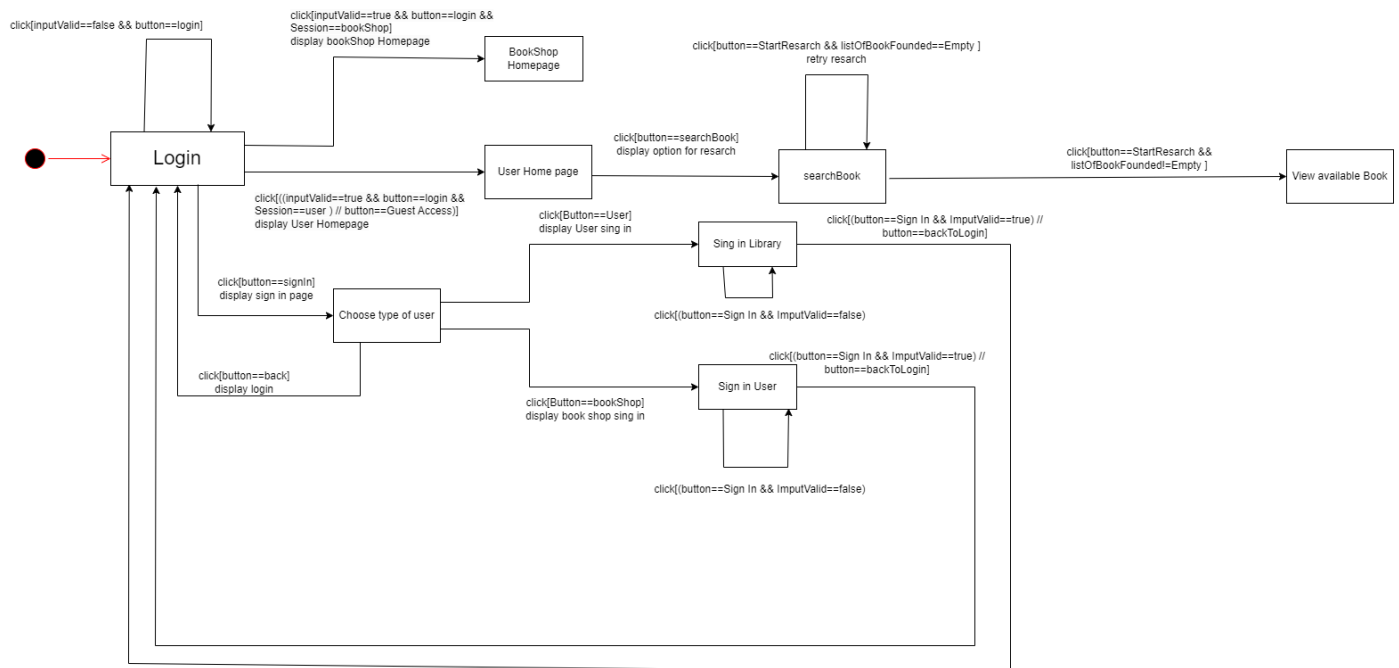 click[inputValid==false && button==login]
click[inputValid==true && button==login &&
Session==bookShop]
display bookShop Homepage
BookShop
Homepage
click[button==StartResarch && listOfBookFounded==Empty ]
retry resarch
Login
click[button==searchBook]
display option for resarch
click[button==StartResarch &&
listOfBookFounded!=Empty ]
User Home page
searchBook
View available Book
click[((inputValid==true && button==login &&
Session==user ) // button==Guest Access)]
display User Homepage
click[Button==User]
display User sing in
click[(button==Sign In && ImputValid==true) //
button==backToLogin]
Sing in Library
click[button==signIn]
display sign in page
Choose type of user
click[(button==Sign In && ImputValid==false)
click[button==back]
display login
click[(button==Sign In && ImputValid==true) //
button==backToLogin]
Sign in User
click[Button==bookShop]
display book shop sing in
click[(button==Sign In && ImputValid==false)